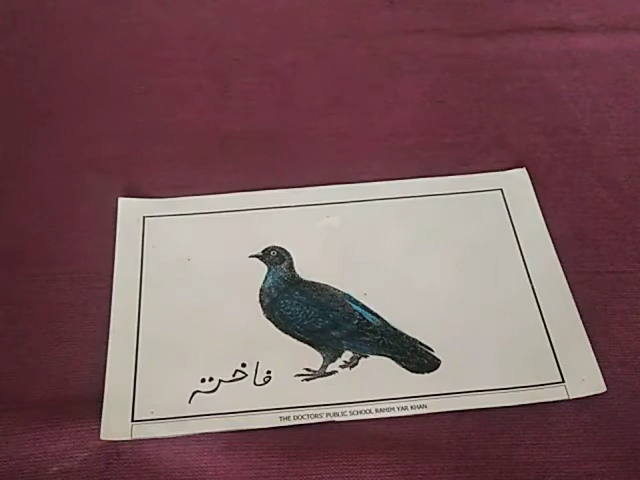 فاختہ
THE DOCTORS' PUBLIC SCHOOL RAHIM YAR KHAN